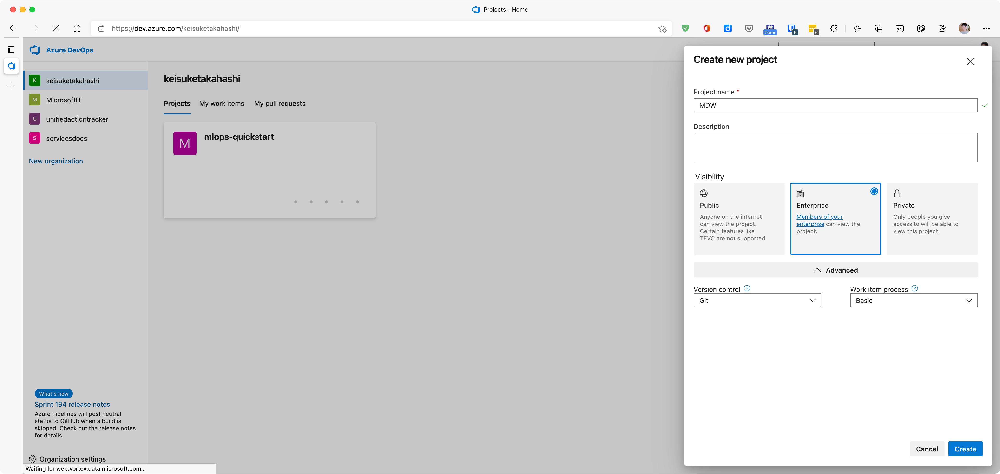 Projects - Home
https://dev.azure.com/keisuketakahashi/
英
Comn
9
6
Azure DevOps
K
keisuketakahashi
M
MicrosoftIT
U
unifiedactiontracker
S
servicesdocs
New organization
What's new
Sprint 194 release notes
Azure Pipelines will post neutral
status to GitHub when a build is
skipped. Check out the release notes
for details.
Organization settings
Waiting for web.vortex.data.microsoft.com...
keisuketakahashi
Projects
My work items
My pull requests
M
mlops-quickstart
Create new project
Project name *
MDW
Description
Visibility
Public
Anyone on the internet
can view the project.
Certain features like
TFVC are not supported.
Enterprise
Members of your
enterprise can view the
project.
Private
Only people you give
access to will be able to
view this project.
Advanced
Version control ?
Git
Work item process ?
Basic
Cancel
Create